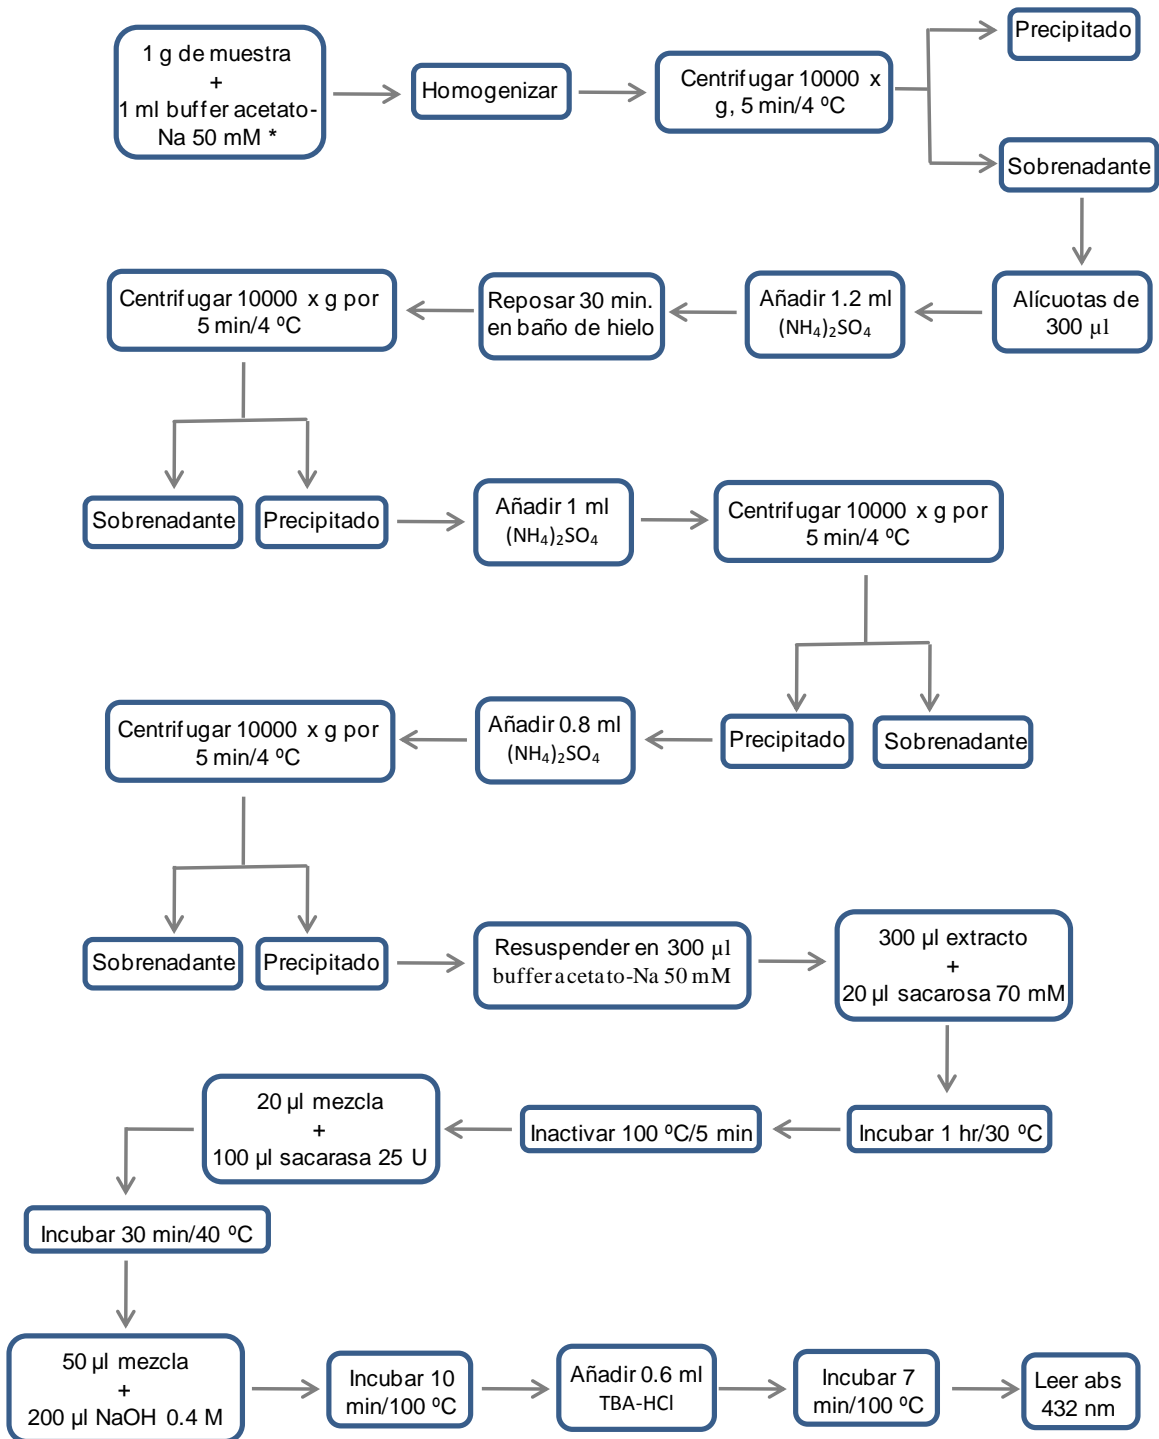 1 g de muestra
+
1 ml buffer acetato-
Na 50 mM *
Homogenizar
Centrifugar 10000 x
g, 5 min/4 ºC
Precipitado
Sobrenadante
Alícuotas de
300 µl
Añadir 1.2 ml
(NH₄)₂SO₄
Reposar 30 min.
en baño de hielo
Centrifugar 10000 x g por
5 min/4 ºC
Sobrenadante
Precipitado
Añadir 1 ml
(NH₄)₂SO₄
Centrifugar 10000 x g por
5 min/4 ºC
Precipitado
Sobrenadante
Añadir 0.8 ml
(NH₄)₂SO₄
Centrifugar 10000 x g por
5 min/4 ºC
Sobrenadante
Precipitado
Resuspender en 300 µl
buffer acetato-Na 50 mM
300 µl extracto
+
20 µl sacarosa 70 mM
Incubar 1 hr/30 ºC
Inactivar 100 ºC/5 min
20 µl mezcla
+
100 µl sacarasa 25 U
Incubar 30 min/40 ºC
50 µl mezcla
+
200 µl NaOH 0.4 M
Incubar 10
min/100 ºC
Añadir 0.6 ml
TBA-HCl
Incubar 7
min/100 ºC
Leer abs
432 nm